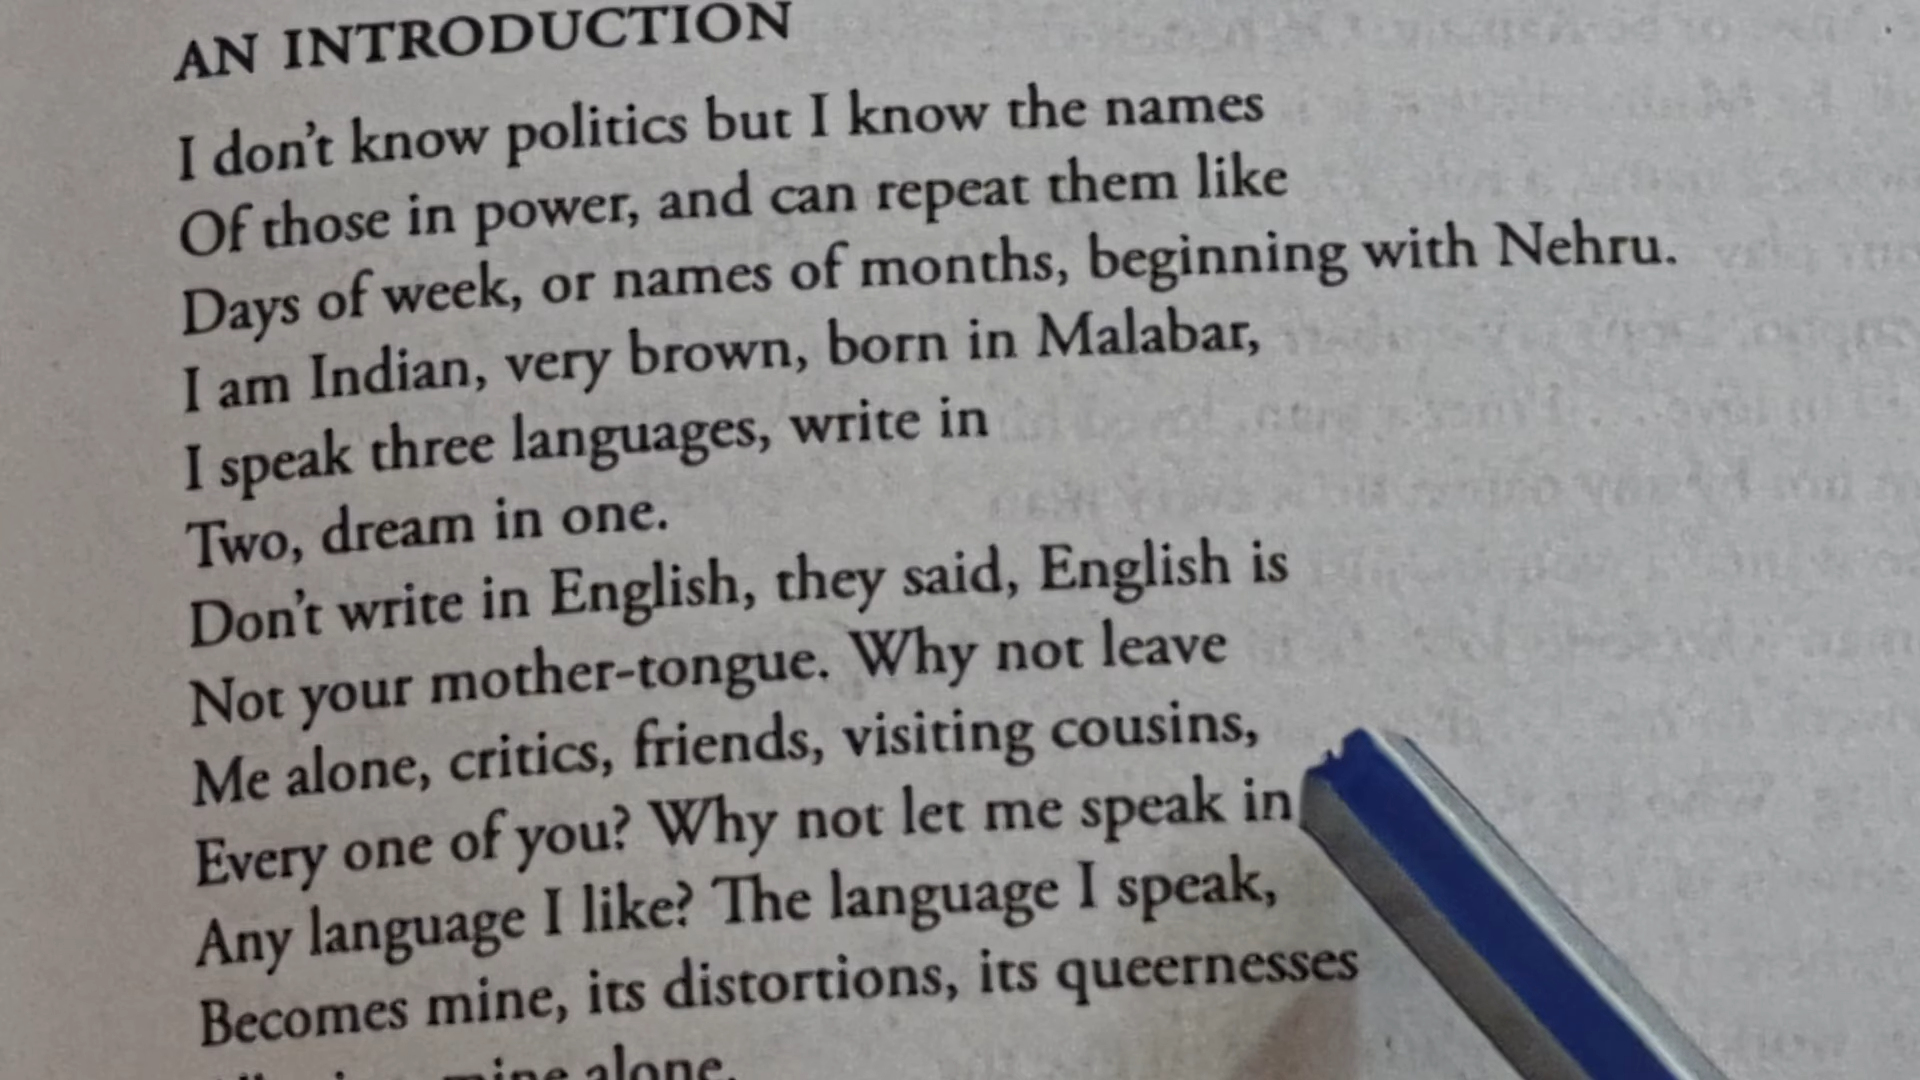 AN INTRODUCTION
I don't know politics but I know the names
Of those in power, and can repeat them like
Days of week, or names of months, beginning with Nehru.
I am Indian, very brown, born in Malabar,
I speak three languages, write in
Two, dream in one.
Don't write in English, they said, English is
Not your mother-tongue. Why not leave
Me alone, critics, friends, visiting cousins,
Every one of you? Why not let me speak in
Any language I like? The language I speak,
Becomes mine, its distortions, its queernesses
mine alone.